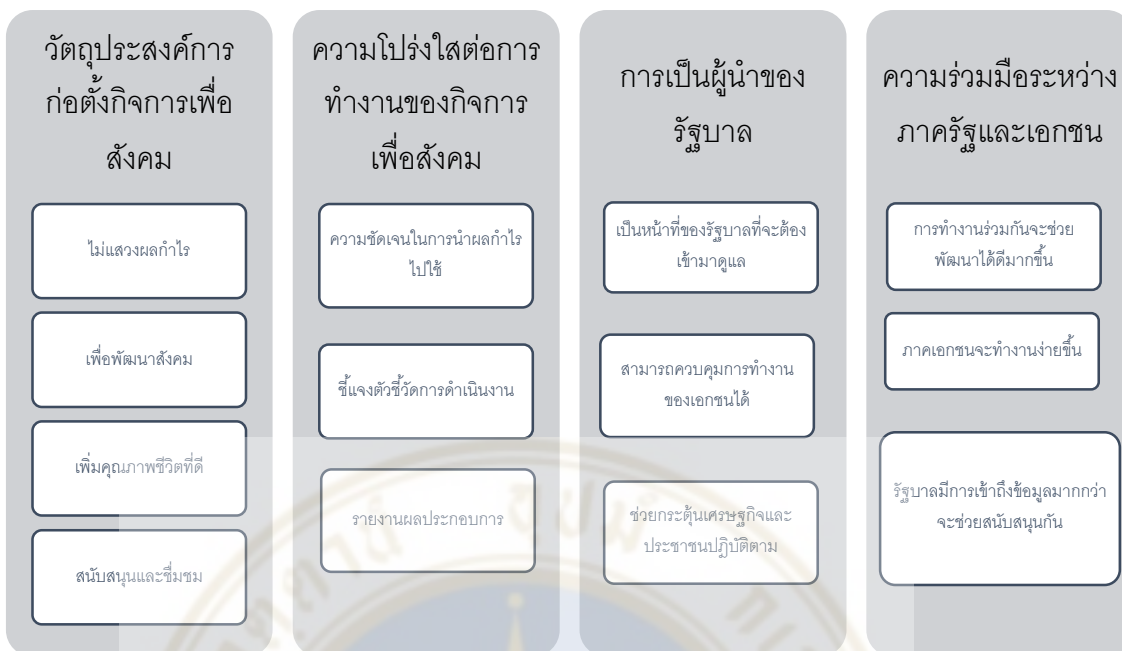 วัตถุประสงค์การ
ก่อตั้งกิจการเพื่อ
สังคม
ไม่แสวงผลกำไร
เพื่อพัฒนาสังคม
เพิ่มคุณภาพชีวิตที่ดี
สนับสนุนและชื่มชม
ความโปร่งใสต่อการ
ทำงานของกิจการ
เพื่อสังคม
ความชัดเจนในการนำผลกำไร
ไปใช้
ชี้แจงตัวชี้วัดการดำเนินงาน
รายงานผลประกอบการ
การเป็นผู้นำของ
รัฐบาล
เป็นหน้าที่ของรัฐบาลที่จะต้อง
เข้ามาดูแล
สามารถควบคุมการทำงาน
ของเอกชนได้
ช่วยกระตุ้นเศรษฐกิจและ
ประชาชนปฎิบัติตาม
ความร่วมมือระหว่าง
ภาครัฐและเอกชน
การทำงานร่วมกันจะช่วย
พัฒนาได้ดีมากขึ้น
ภาคเอกชนจะทำงานง่ายขึ้น
รัฐบาลมีการเข้าถึงข้อมูลมากกว่า
จะช่วยสนับสนุนกัน